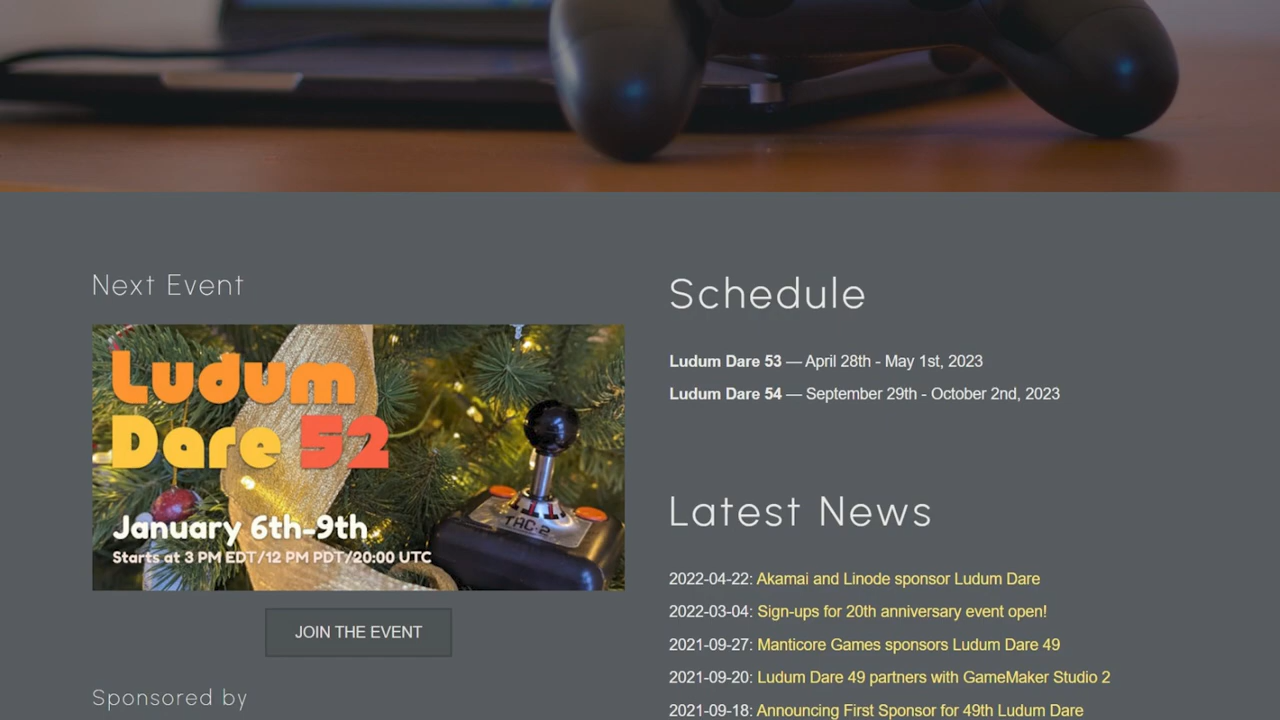 Next Event
Ludum
Dare 52
TAC-2
January 6th-9th
Starts at 3 PM EDT/12 PM PDT/20:00 UTC
JOIN THE EVENT
Sponsored by
Schedule
Ludum Dare 53 — April 28th - May 1st, 2023
Ludum Dare 54 — September 29th - October 2nd, 2023
Latest News
2022-04-22: Akamai and Linode sponsor Ludum Dare
2022-03-04: Sign-ups for 20th anniversary event open!
2021-09-27: Manticore Games sponsors Ludum Dare 49
2021-09-20: Ludum Dare 49 partners with GameMaker Studio 2
2021-09-18: Announcing First Sponsor for 49th Ludum Dare